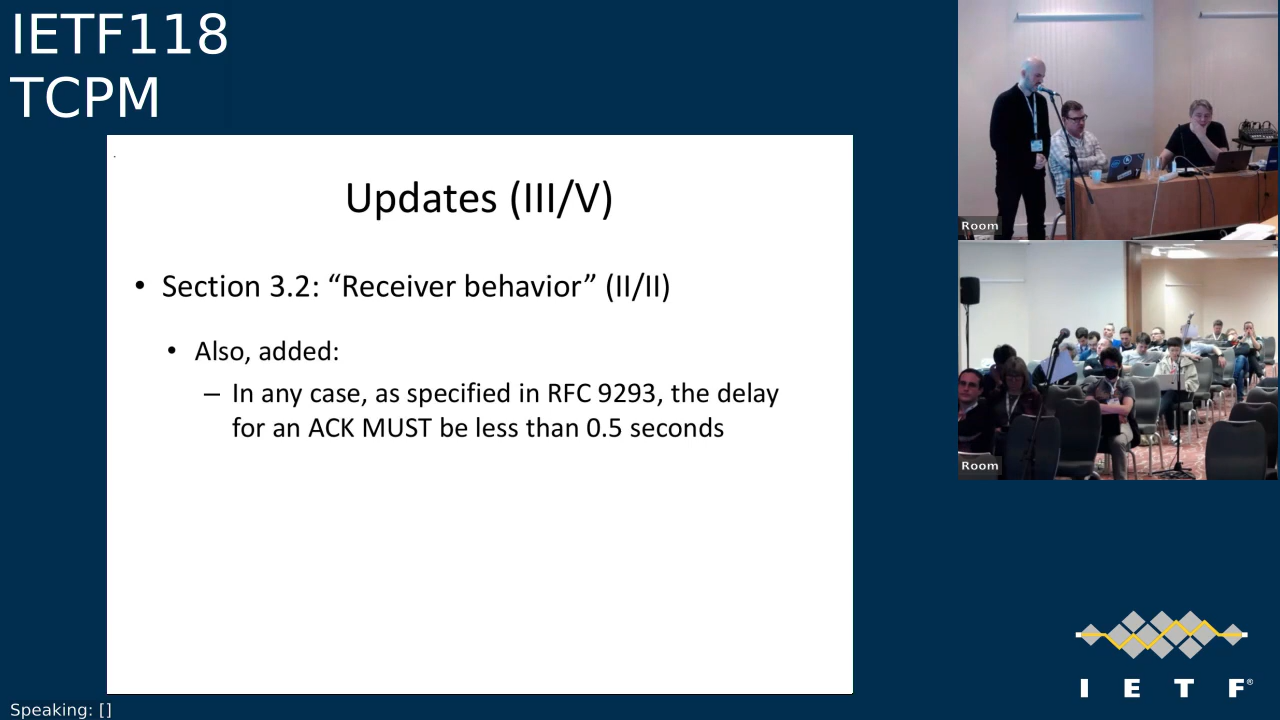 IETF118
TCPM
Updates (III/V)
• Section 3.2: “Receiver behavior” (II/II)
• Also, added:
– In any case, as specified in RFC 9293, the delay
for an ACK MUST be less than 0.5 seconds
Room
Room
I E T F®
Speaking: []